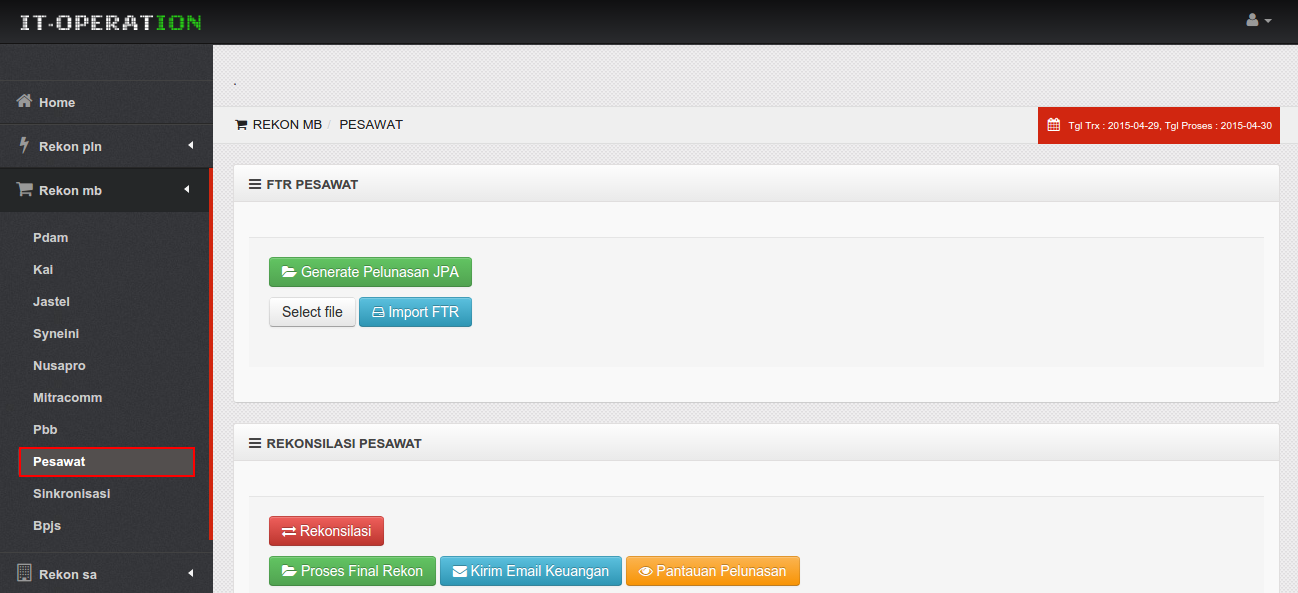 IT-OPERATION
Home
Rekon pln
Rekon mb
Pdam
Kai
Jastel
Syneini
Nusapro
Mitracomm
Pbb
Pesawat
Sinkronisasi
Bpjs
Rekon sa
.
REKON MB / PESAWAT
Tgl Trx : 2015-04-29, Tgl Proses : 2015-04-30
FTR PESAWAT
Generate Pelunasan JPA
Select file Import FTR
REKONSILASI PESAWAT
Rekonsilasi
Proses Final Rekon Kirim Email Keuangan Pantauan Pelunasan